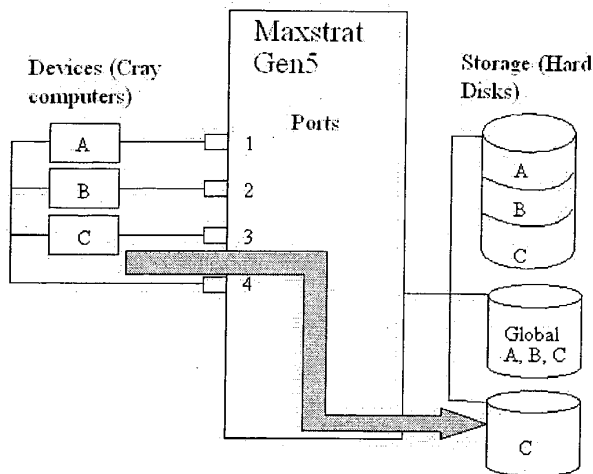 Maxstrat
Gen5
Devices (Cray
computers)
Storage (Hard
Disks)
Ports
A
1
B
2
C
3
4
A
B
C
Global
A, B, C
C